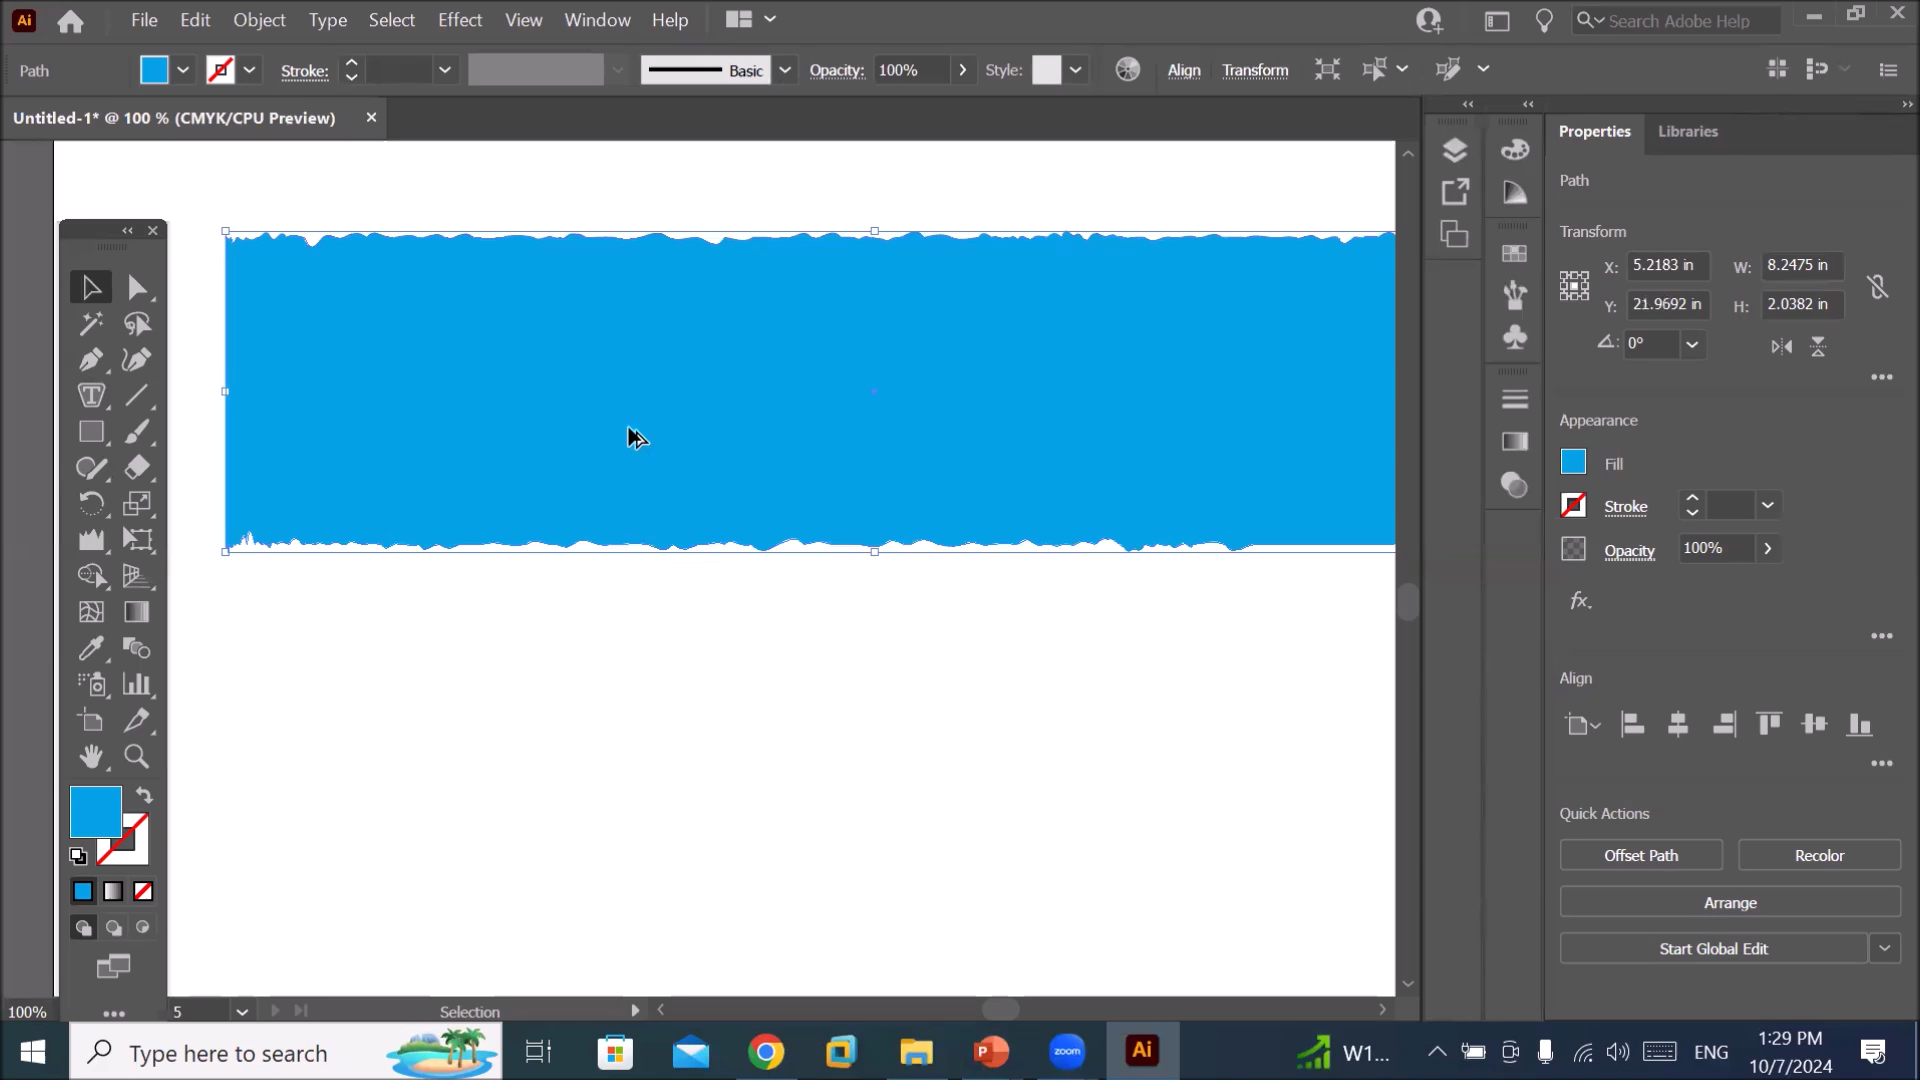 Ai File Edit Object Type Select Effect View Window Help Search Adobe Help
Path Stroke: Basic Opacity: 100% Style: Align Transform
Untitled-1* @ 100 % (CMYK/CPU Preview)
Properties Libraries
Path
Transform
X: 5.2183 in W: 8.2475 in
Y: 21.9692 in H: 2.0382 in
0°
Appearance
Fill
Stroke
Opacity 100%
fx
Align
Quick Actions
Offset Path Recolor
Arrange
Start Global Edit
100% 5 Selection
Type here to search zoom Ai W1... ENG
1:29 PM
10/7/2024